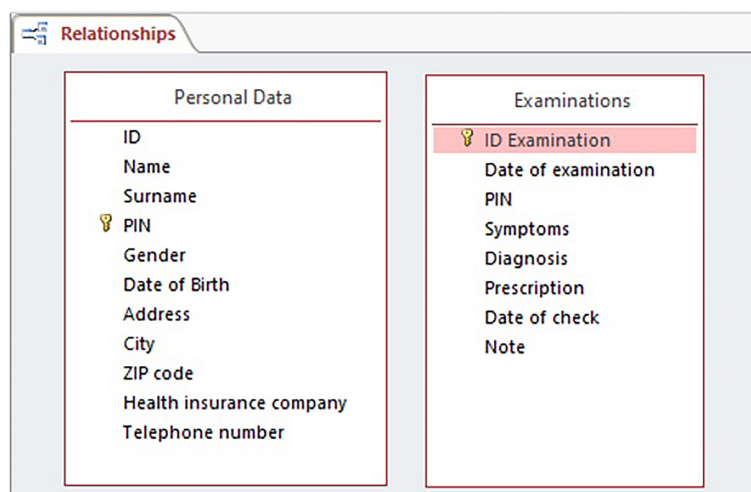 Relationships
Personal Data
ID
Name
Surname
PIN
Gender
Date of Birth
Address
City
ZIP code
Health insurance company
Telephone number
Examinations
ID Examination
Date of examination
PIN
Symptoms
Diagnosis
Prescription
Date of check
Note